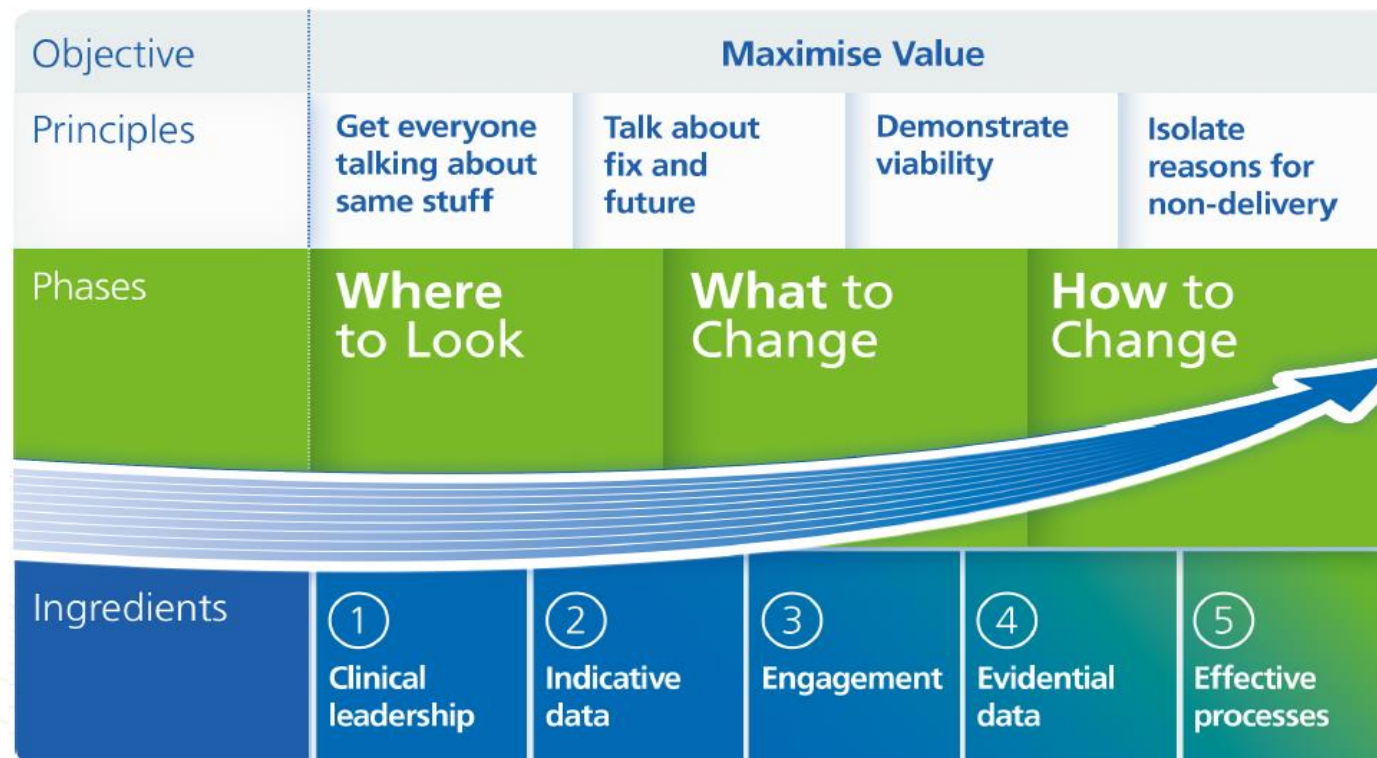 Objective
Maximise Value
Principles
Get everyone
talking about
same stuff
Talk about
fix and
future
Demonstrate
viability
Isolate
reasons for
non-delivery
Phases
Where
to Look
What to
Change
How to
Change
Ingredients
1
Clinical
leadership
2
Indicative
data
3
Engagement
4
Evidential
data
5
Effective
processes